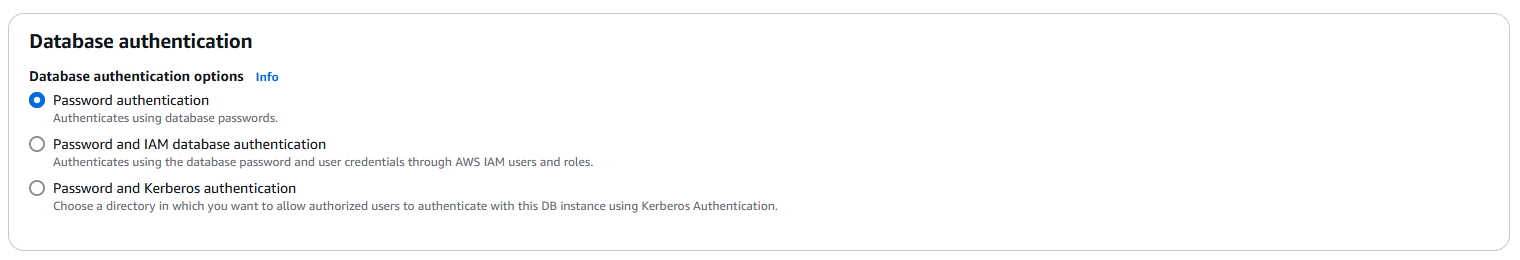 Database authentication
Database authentication options Info
Password authentication
Authenticates using database passwords.
Password and IAM database authentication
Authenticates using the database password and user credentials through AWS IAM users and roles.
Password and Kerberos authentication
Choose a directory in which you want to allow authorized users to authenticate with this DB instance using Kerberos Authentication.